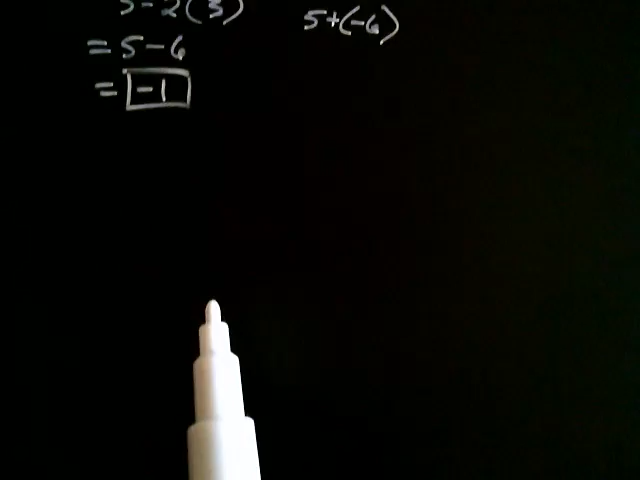 5-2(3)
5+(-6)
= 5-6
= -1